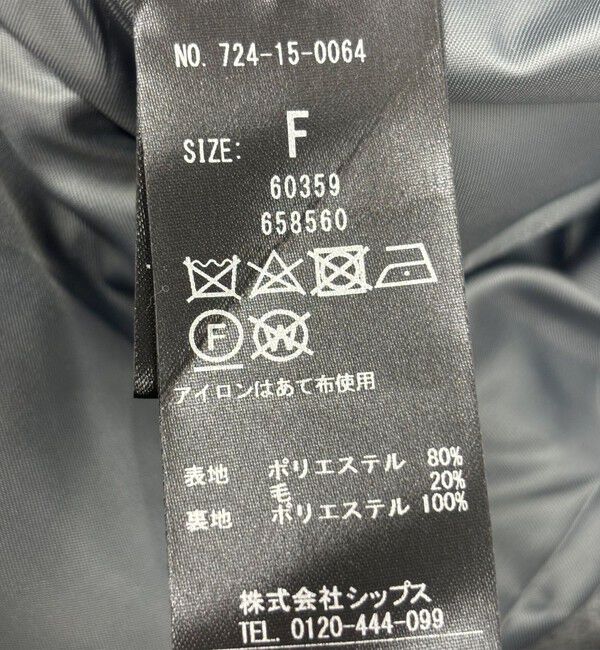 NO. 724-15-0064
SIZE: F
60359
658560
F W
アイロンはあて布使用
表地 ポリエステル 80%
毛 20%
裏地 ポリエステル 100%
株式会社シップス
TEL. 0120-444-099